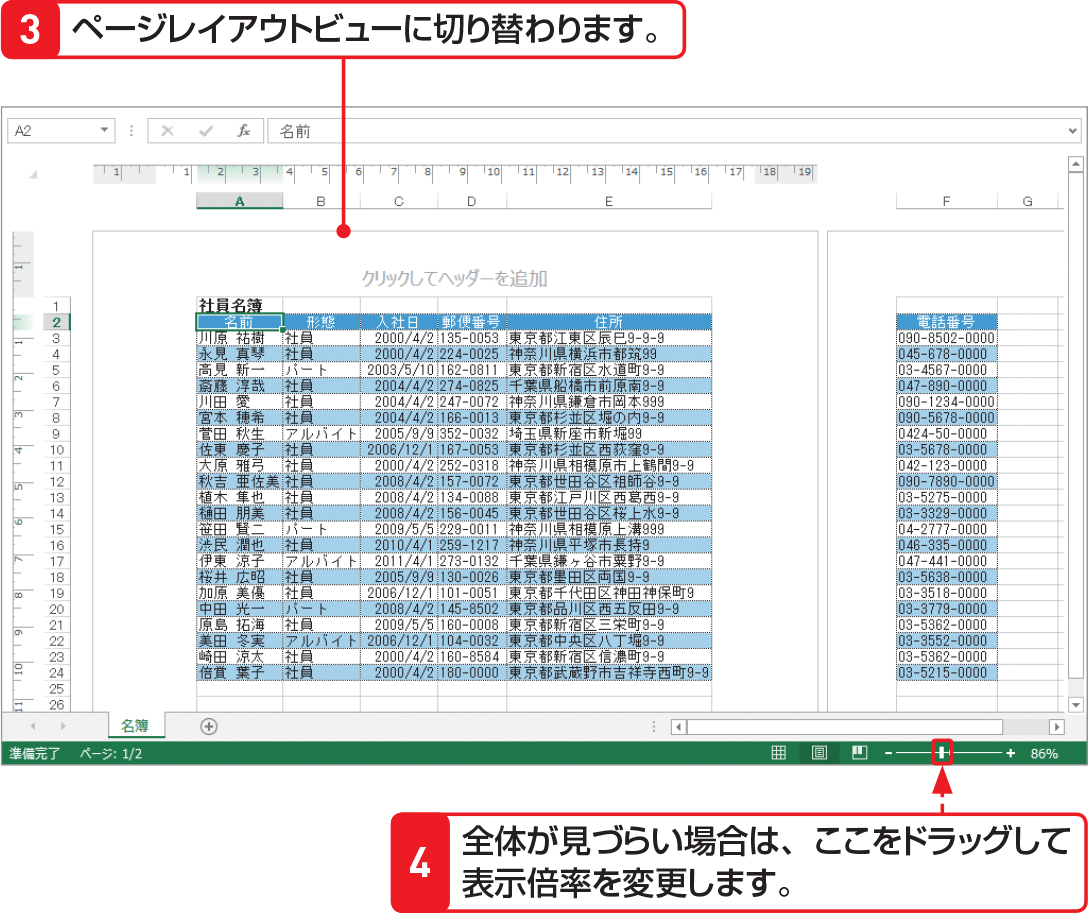 3 ページレイアウトビューに切り替わります。
A2 fx 名前
1 1 2 3 4 5 6 7 8 9 10 11 12 13 14 15 16 17 18 19
A B C D E F G
クリックしてヘッダーを追加
1 社員名簿
2 名前 形態 入社日 郵便番号 住所 電話番号
3 川原 祐樹 社員 2000/4/2 135-0053 東京都江東区辰巳9-9-9 090-8502-0000
4 永見 真琴 社員 2000/4/2 224-0025 神奈川県横浜市都筑99 045-678-0000
5 高見 新一 パート 2003/5/10 162-0811 東京都新宿区水道町9-9 03-4567-0000
6 斎藤 淳哉 社員 2004/4/2 274-0825 千葉県船橋市前原南9-9 047-890-0000
7 川田 愛 社員 2004/4/2 247-0072 神奈川県鎌倉市岡本999 090-1234-0000
8 宮本 穂希 社員 2004/4/2 166-0013 東京都杉並区堀の内9-9 090-5678-0000
9 菅田 秋生 アルバイト 2005/9/9 352-0032 埼玉県新座市新堀99 0424-50-0000
10 佐東 慶子 社員 2006/12/1 167-0053 東京都杉並区西荻窪9-9 03-5678-0000
11 大原 雅弓 社員 2000/4/2 252-0318 神奈川県相模原市上鶴間9-9 042-123-0000
12 秋吉 亜佐美 社員 2008/4/2 157-0072 東京都世田谷区祖師谷9-9 090-7890-0000
13 植木 隼也 社員 2008/4/2 134-0088 東京都江戸川区西葛西9-9 03-5275-0000
14 樋田 朋美 社員 2008/4/2 156-0045 東京都世田谷区桜上水9-9 03-3329-0000
15 笹田 賢二 パート 2009/5/5 229-0011 神奈川県相模原上溝999 04-2777-0000
16 渋民 潤也 社員 2010/4/1 259-1217 神奈川県平塚市長持9 046-335-0000
17 伊東 涼子 アルバイト 2011/4/1 273-0132 千葉県鎌ヶ谷市粟野9-9 047-441-0000
18 桜井 広昭 社員 2005/9/9 130-0026 東京都墨田区両国9-9 03-5638-0000
19 加原 美優 社員 2006/12/1 101-0051 東京都千代田区神田神保町9 03-3518-0000
20 中田 光一 パート 2008/4/2 145-8502 東京都品川区西五反田9-9 03-3779-0000
21 原島 拓海 社員 2009/5/5 160-0008 東京都新宿区三栄町9-9 03-5362-0000
22 美田 冬実 アルバイト 2006/12/1 104-0032 東京都中央区八丁堀9-9 03-3552-0000
23 崎田 涼太 社員 2000/4/2 160-8584 東京都新宿区信濃町9-9 03-5362-0000
24 倍賞 葉子 社員 2000/4/2 180-0000 東京都武蔵野市吉祥寺西町9-9 03-5215-0000
25
26
1 1 2 3 4 5 6 7 8 9 10 11
名簿
準備完了 ページ: 1/2 86%
4 全体が見づらい場合は、ここをドラッグして
表示倍率を変更します。